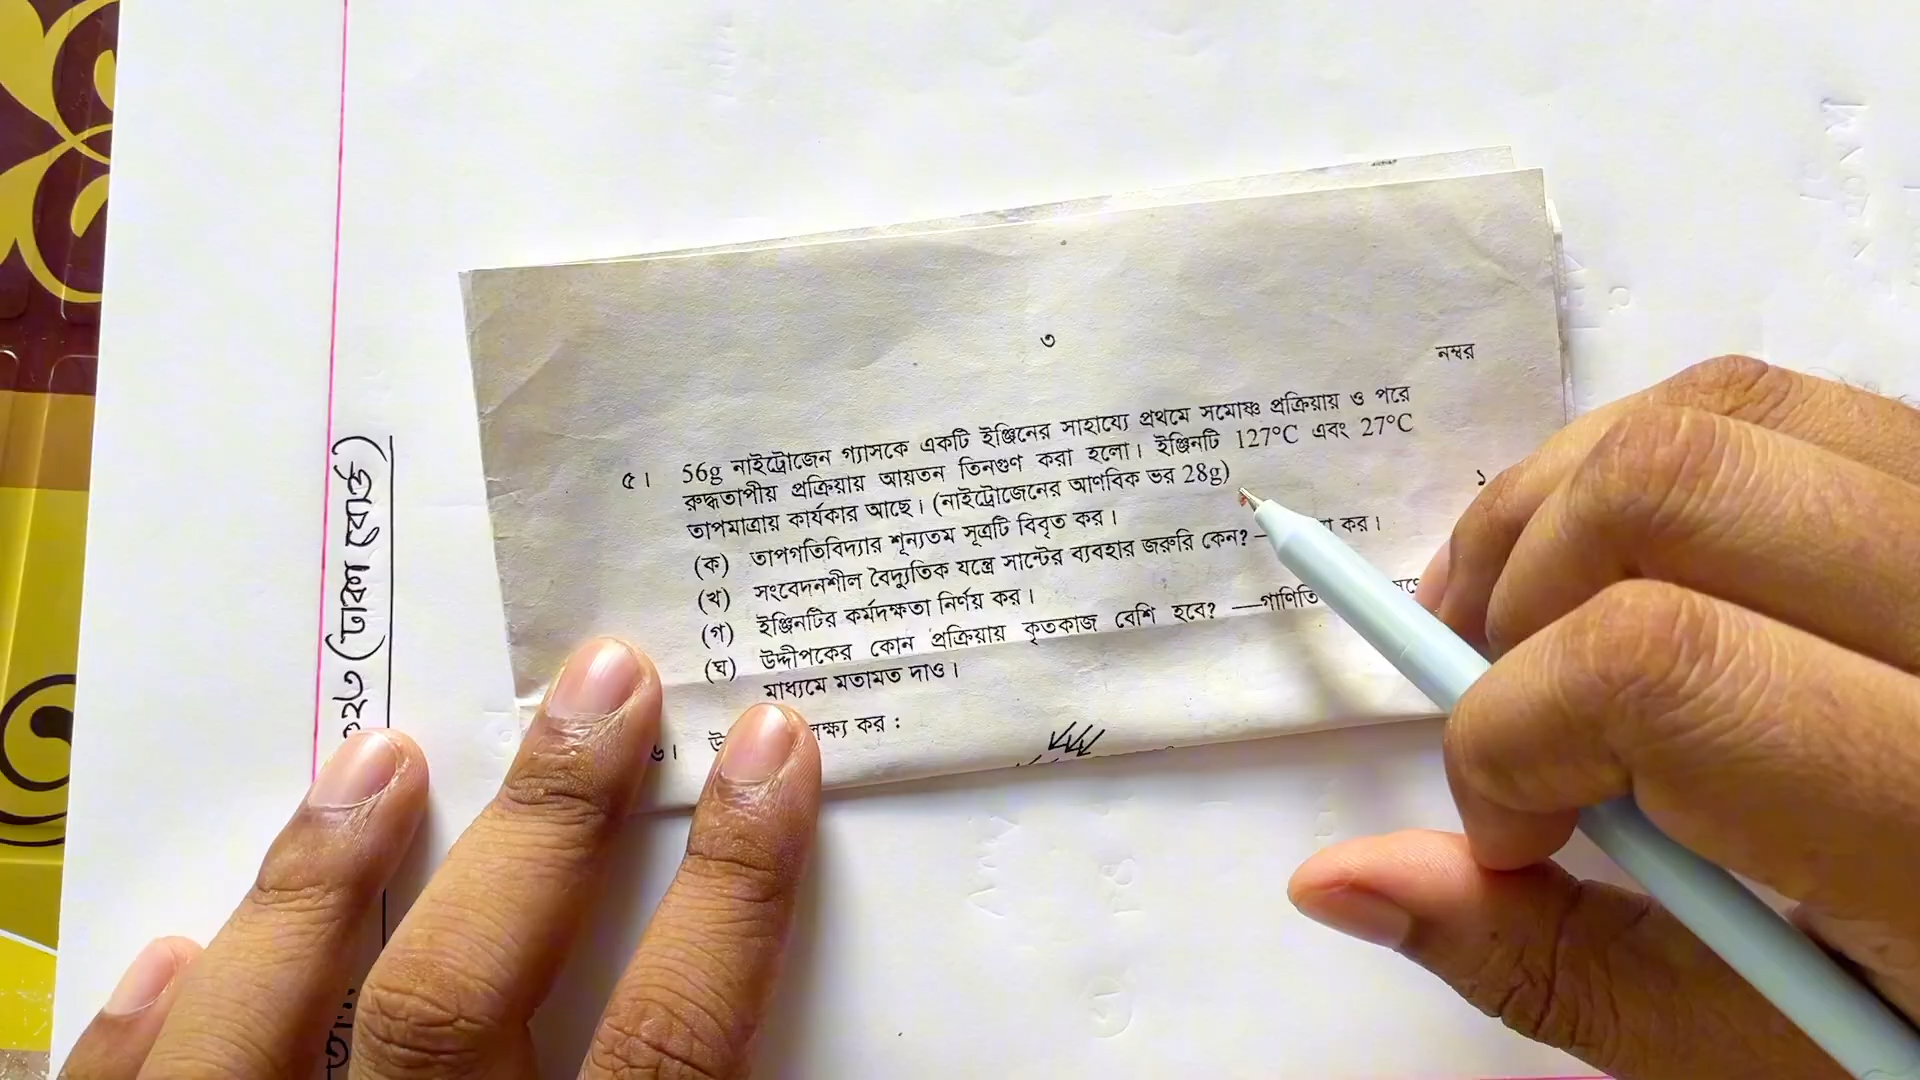 ৩
নম্বর
৫। 56g নাইট্রোজেন গ্যাসকে একটি ইঞ্জিনের সাহায্যে প্রথমে সমোষ্ণ প্রক্রিয়ায় ও পরে
রুদ্ধতাপীয় প্রক্রিয়ায় আয়তন তিনগুণ করা হলো। ইঞ্জিনটি 127°C এবং 27°C
তাপমাত্রায় কার্যকার আছে। (নাইট্রোজেনের আণবিক ভর 28g)
(ক) তাপগতিবিদ্যার শূন্যতম সূত্রটি বিবৃত কর। ১
(খ) সংবেদনশীল বৈদ্যুতিক যন্ত্রে সান্টের ব্যবহার জরুরি কেন? — কর।
(গ) ইঞ্জিনটির কর্মদক্ষতা নির্ণয় কর।
(ঘ) উদ্দীপকের কোন প্রক্রিয়ায় কৃতকাজ বেশি হবে? —গাণিতি
মাধ্যমে মতামত দাও।
৬। কর :
(ঢাকা বোর্ড)